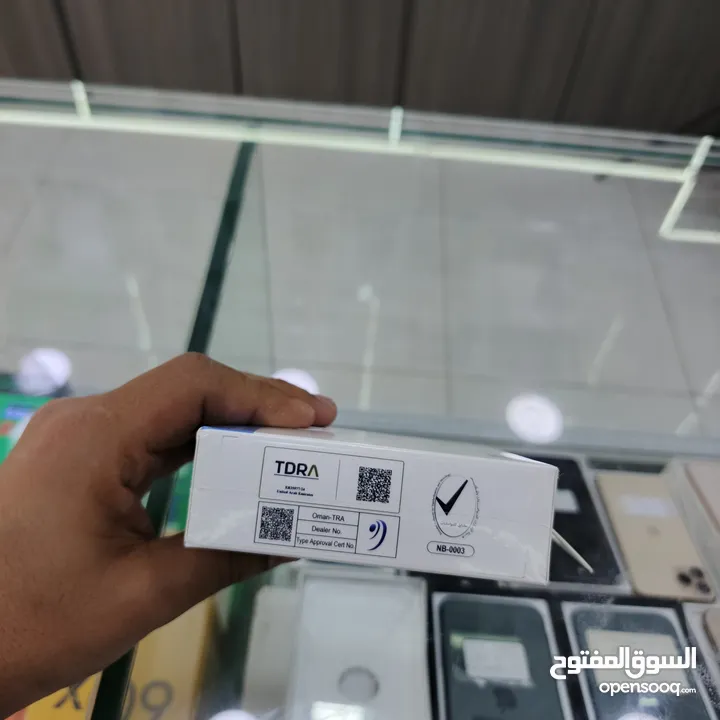 TDRA
United Arab Emirates
Oman-TRA
Dealer No.
Type Approval Cert No.
NB-0003
السوق المفتوح
opensooq.com